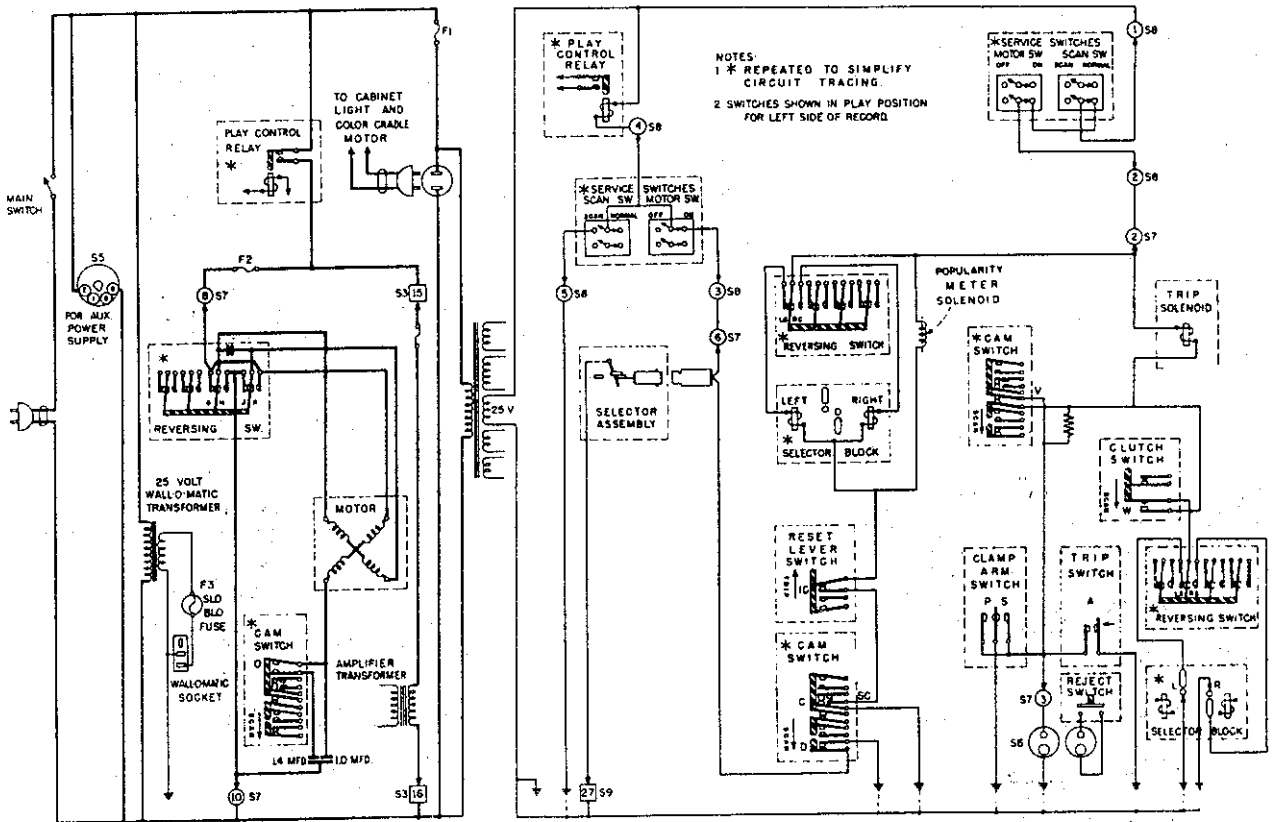 F1
MAIN
SWITCH
S5
FOR AUX.
POWER
SUPPLY
PLAY CONTROL
RELAY
*
TO CABINET
LIGHT AND
COLOR CRADLE
MOTOR
F2
8 S7
S3 15
*
REVERSING SW.
25 VOLT
WALL-O-MATIC
TRANSFORMER
F3
SLO
BLO
FUSE
WALLOMATIC
SOCKET
MOTOR
* CAM
SWITCH
O
SCAN
AMPLIFIER
TRANSFORMER
1.4 MFD.
1.0 MFD.
10 S7
S3 16
25 V
* PLAY
CONTROL
RELAY
4 S8
NOTES:
1 * REPEATED TO SIMPLIFY
CIRCUIT TRACING.
2 SWITCHES SHOWN IN PLAY POSITION
FOR LEFT SIDE OF RECORD
*SERVICE SWITCHES
SCAN SW MOTOR SW.
SCAN NORMAL OFF ON
5 S8
3 S8
6 S7
SELECTOR
ASSEMBLY
27 S9
1 S8
*SERVICE SWITCHES
MOTOR SW SCAN SW.
OFF ON SCAN NORMAL
2 S8
2 S7
POPULARITY
METER
SOLENOID
* REVERSING SWITCH
LEFT RIGHT
* SELECTOR BLOCK
RESET
LEVER
SWITCH
TRIP
* CAM
SWITCH
C
SC
SCAN
D
TRIP
SOLENOID
* CAM
SWITCH
V
SCAN
CLUTCH
SWITCH
SCAN
W
CLAMP
ARM
SWITCH
P S
TRIP
SWITCH
A
REJECT
SWITCH
S7 3
S6
* REVERSING SWITCH
*
L
R
SELECTOR BLOCK